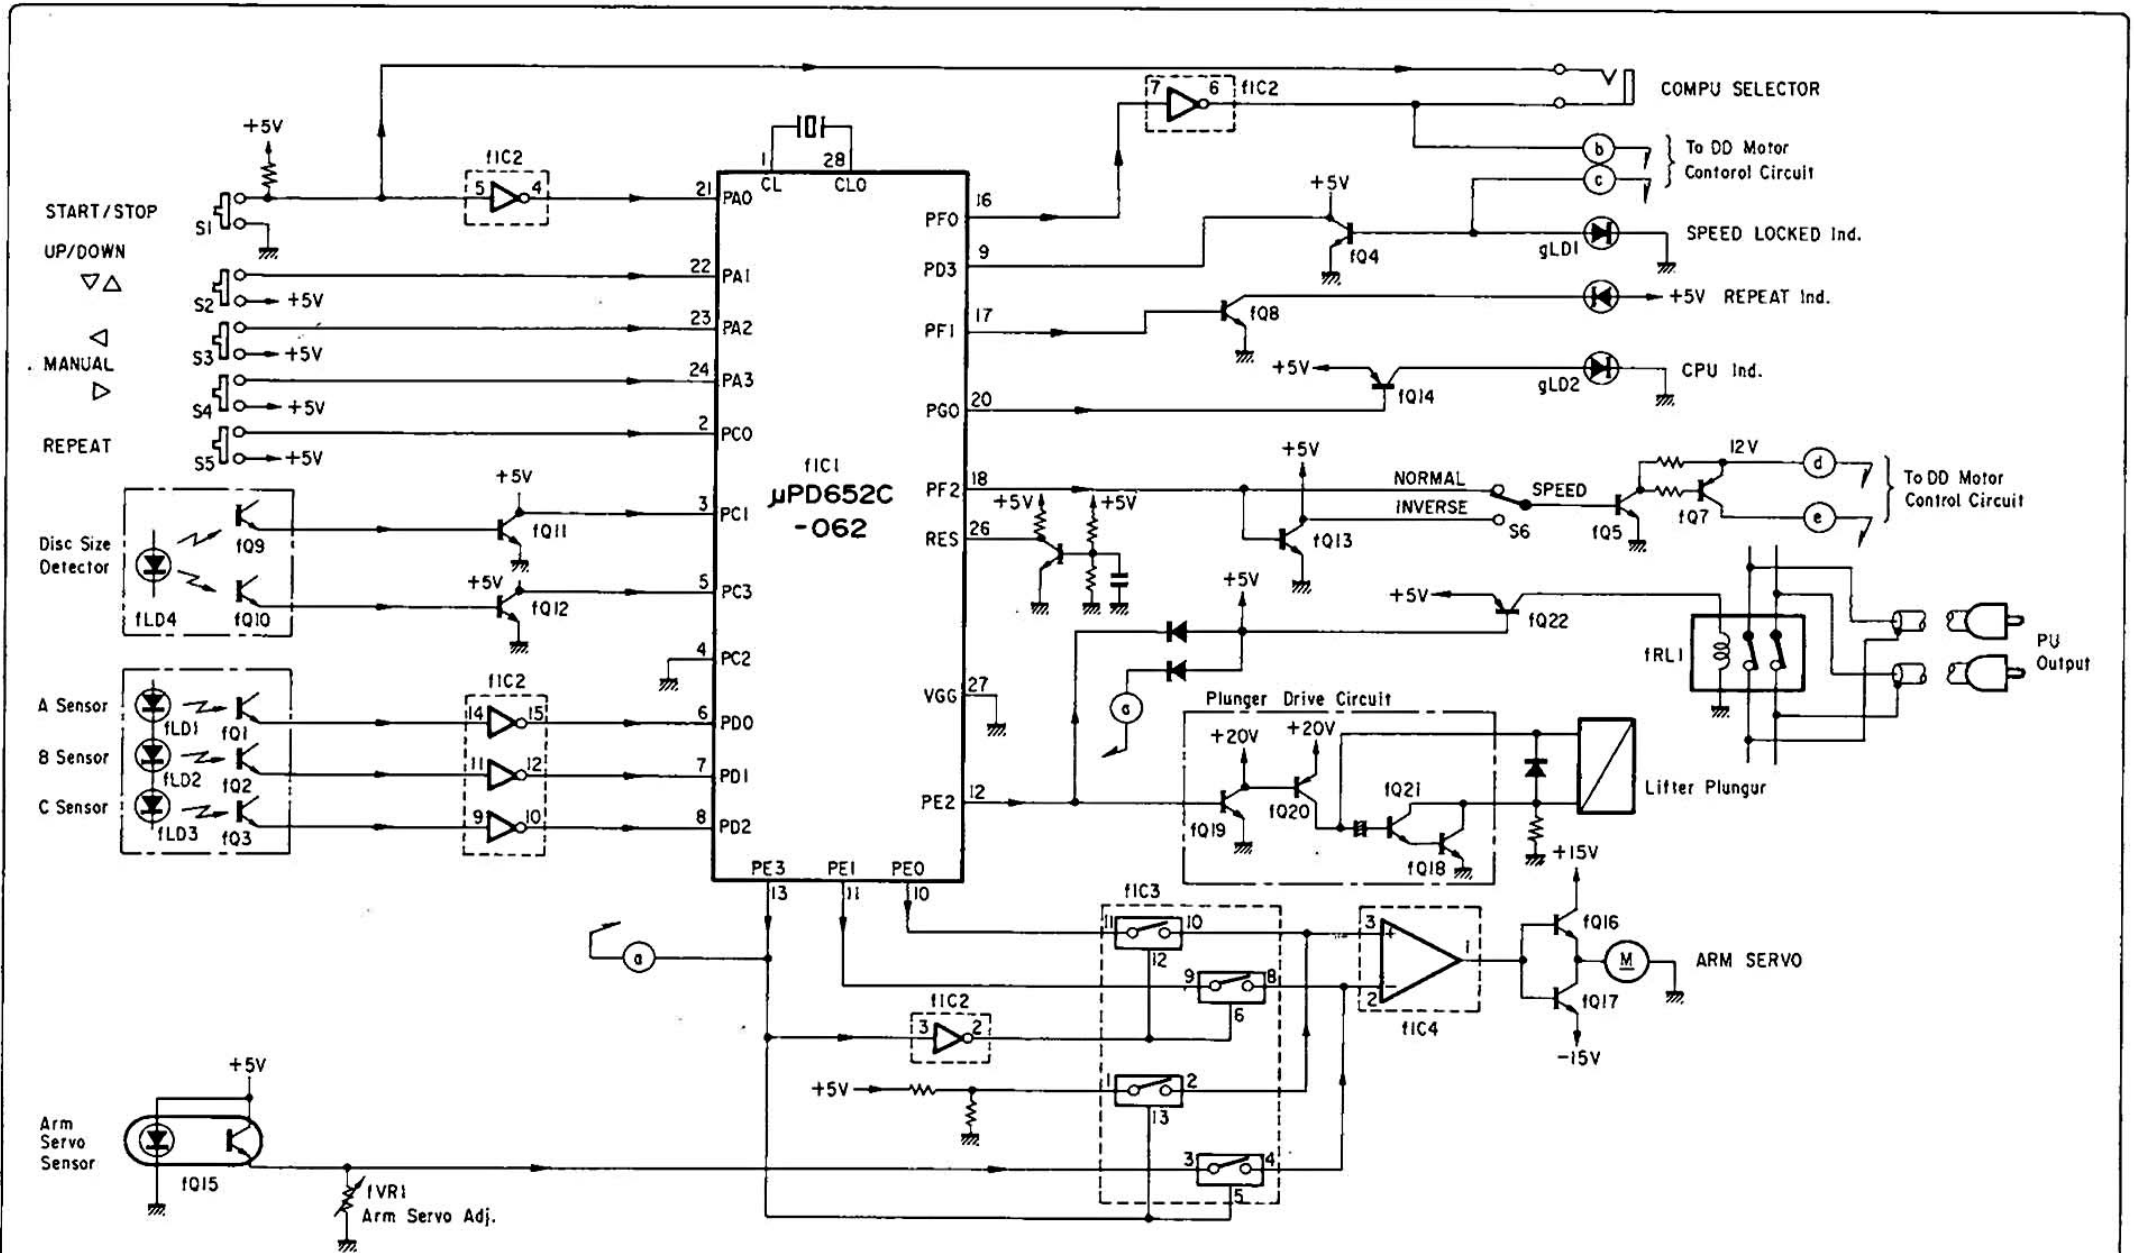 COMPU SELECTOR
7 6 fIC2
+5V
1 28
CL CLO
fIC2
5 4
b To DD Motor
c Contorol Circuit
START/STOP
S1
21 PA0
PF0 16
+5V
fQ4
gLD1
SPEED LOCKED Ind.
UP/DOWN
▽△
S2 +5V
22 PA1
PD3 9
◁
S3 +5V
23 PA2
PF1 17
fQ8
+5V REPEAT Ind.
MANUAL
▷
S4 +5V
24 PA3
+5V
fQ14
gLD2
CPU Ind.
PG0 20
REPEAT
S5 +5V
2 PC0
fIC1
μPD652C
-062
+5V
PF2 18
NORMAL
INVERSE
SPEED
S6
12V
d To DD Motor
e Control Circuit
fQ5
fQ7
fQ13
+5V
+5V
RES 26
Disc Size
Detector
fLD4
fQ9
fQ10
+5V
fQ11
3 PC1
+5V
fQ12
5 PC3
4 PC2
+5V
+5V
fQ22
fRL1
PU
Output
VGG 27
a
A Sensor
fLD1
fQ1
B Sensor
fLD2
fQ2
C Sensor
fLD3
fQ3
fIC2
14 15
11 12
9 10
6 PD0
7 PD1
8 PD2
Plunger Drive Circuit
+20V
+20V
PE2 12
fQ19
fQ20
fQ21
fQ18
Lifter Plungur
PE3 PE1 PE0
13 11 10
a
fIC3
11 10
12
9 8
6
fIC2
3 2
+5V
1 2
13
3 4
5
3
+
2
-
1
fIC4
+15V
fQ16
fQ17
-15V
M
ARM SERVO
+5V
Arm
Servo
Sensor
fQ15
fVR1
Arm Servo Adj.